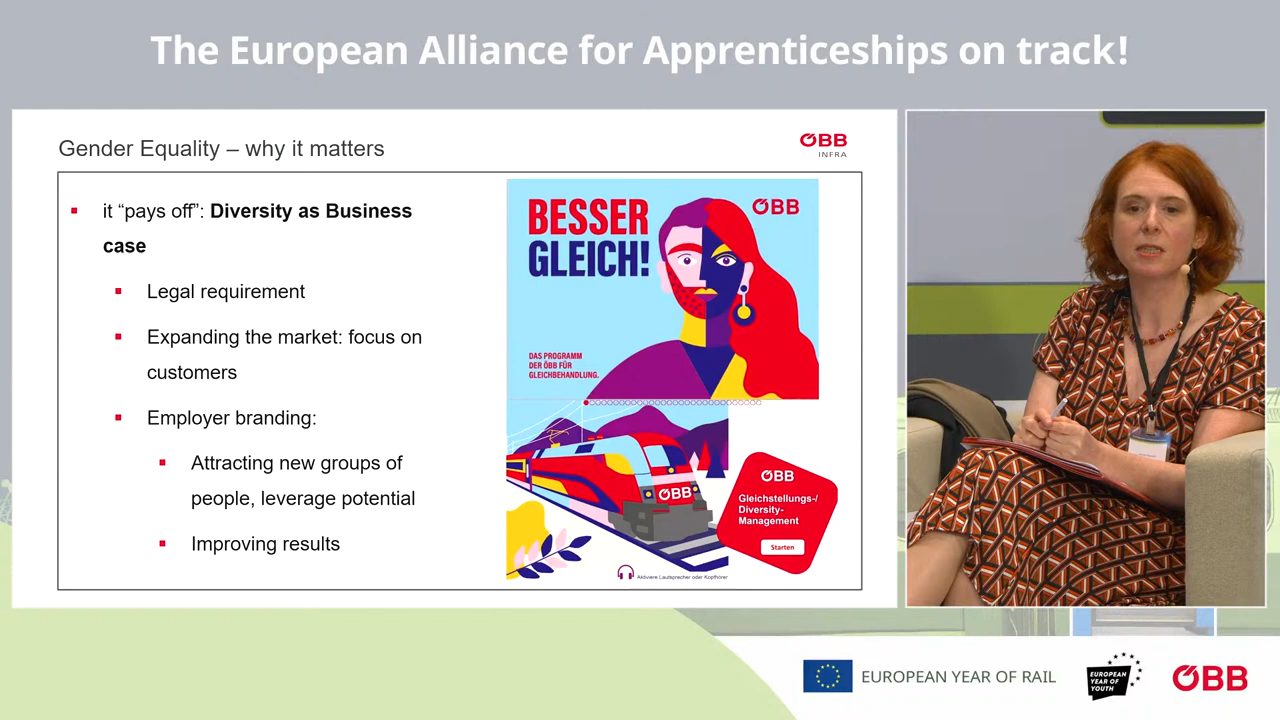 The European Alliance for Apprenticeships on track!
Gender Equality – why it matters
ÖBB
INFRA
it “pays off”: Diversity as Business
case
Legal requirement
Expanding the market: focus on
customers
Employer branding:
Attracting new groups of
people, leverage potential
Improving results
BESSER
GLEICH!
ÖBB
DAS PROGRAMM
DER ÖBB FÜR
GLEICHBEHANDLUNG.
ÖBB
ÖBB
Gleichstellungs-/
Diversity-
Management
Starten
Aktiviere Lautsprecher oder Kopfhörer
EUROPEAN YEAR OF RAIL
EUROPEAN
YEAR OF
YOUTH
ÖBB